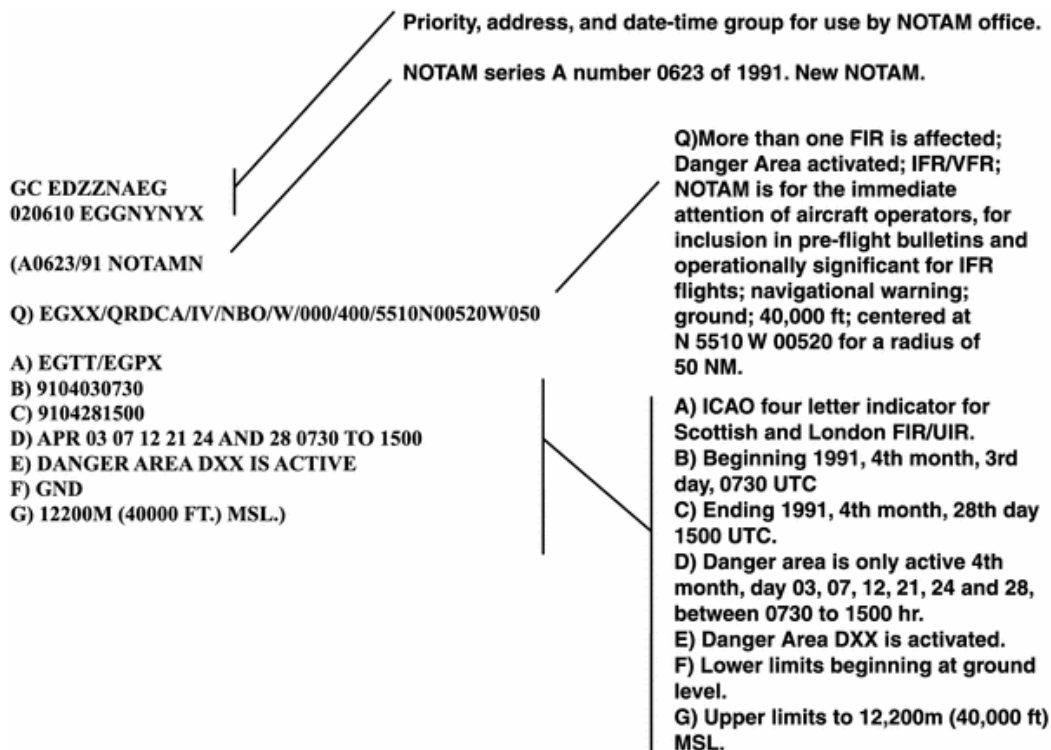 Priority, address, and date-time group for use by NOTAM office.
NOTAM series A number 0623 of 1991. New NOTAM.
GC EDZZNAEG
020610 EGGNYNYX
(A0623/91 NOTAMN
Q) EGXX/QRDCA/IV/NBO/W/000/400/5510N00520W050
A) EGTT/EGPX
B) 9104030730
C) 9104281500
D) APR 03 07 12 21 24 AND 28 0730 TO 1500
E) DANGER AREA DXX IS ACTIVE
F) GND
G) 12200M (40000 FT.) MSL.)
Q)More than one FIR is affected;
Danger Area activated; IFR/VFR;
NOTAM is for the immediate
attention of aircraft operators, for
inclusion in pre-flight bulletins and
operationally significant for IFR
flights; navigational warning;
ground; 40,000 ft; centered at
N 5510 W 00520 for a radius of
50 NM.
A) ICAO four letter indicator for
Scottish and London FIR/UIR.
B) Beginning 1991, 4th month, 3rd
day, 0730 UTC
C) Ending 1991, 4th month, 28th day
1500 UTC.
D) Danger area is only active 4th
month, day 03, 07, 12, 21, 24 and 28,
between 0730 to 1500 hr.
E) Danger Area DXX is activated.
F) Lower limits beginning at ground
level.
G) Upper limits to 12,200m (40,000 ft)
MSL.